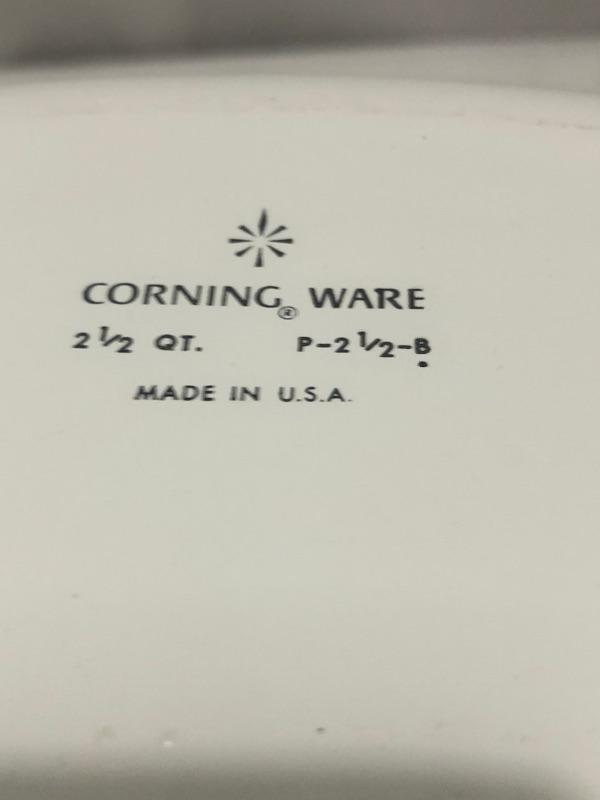 CORNING® WARE
2 1/2 QT. P-2 1/2-B
MADE IN U.S.A.